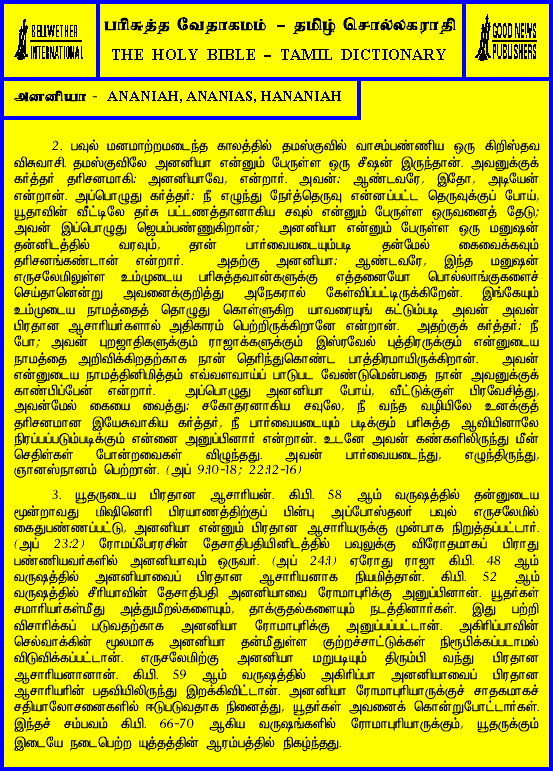 BELLWETHER
INTERNATIONAL
பரிசுத்த வேதாகமம் – தமிழ் சொல்லகராதி
THE HOLY BIBLE – TAMIL DICTIONARY
GOOD NEWS
PUBLISHERS
அனனியா - ANANIAH, ANANIAS, HANANIAH
2. பவுல் மனமாற்றமடைந்த காலத்தில் தமஸ்குவில் வாசம்பண்ணிய ஒரு கிறிஸ்தவ
விசுவாசி. தமஸ்குவிலே அனனியா என்னும் பேருள்ள ஒரு சீஷன் இருந்தான். அவனுக்குக்
கர்த்தர் தரிசனமாகி: அனனியாவே, என்றார். அவன்: ஆண்டவரே, இதோ, அடியேன்
என்றான். அப்பொழுது கர்த்தர்: நீ எழுந்து நேர்த்தெருவு என்னப்பட்ட தெருவுக்குப் போய்,
யூதாவின் வீட்டிலே தர்சு பட்டணத்தானாகிய சவுல் என்னும் பேருள்ள ஒருவனைத் தேடு;
அவன் இப்பொழுது ஜெபம்பண்ணுகிறான்; அனனியா என்னும் பேருள்ள ஒரு மனுஷன்
தன்னிடத்தில் வரவும், தான் பார்வையடையும்படி தன்மேல் கைவைக்கவும்
தரிசனங்கண்டான் என்றார். அதற்கு அனனியா: ஆண்டவரே, இந்த மனுஷன்
எருசலேமிலுள்ள உம்முடைய பரிசுத்தவான்களுக்கு எத்தனையோ பொல்லாங்குகளைச்
செய்தானென்று அவனைக்குறித்து அநேகரால் கேள்விப்பட்டிருக்கிறேன். இங்கேயும்
உம்முடைய நாமத்தைத் தொழுது கொள்ளுகிற யாவரையுங் கட்டும்படி அவன் அவன்
பிரதான ஆசாரியர்களால் அதிகாரம் பெற்றிருக்கிறானே என்றான். அதற்குக் கர்த்தர்: நீ
போ; அவன் புறஜாதிகளுக்கும் ராஜாக்களுக்கும் இஸ்ரவேல் புத்திரருக்கும் என்னுடைய
நாமத்தை அறிவிக்கிறதற்காக நான் தெரிந்துகொண்ட பாத்திரமாயிருக்கிறான். அவன்
என்னுடைய நாமத்தினிமித்தம் எவ்வளவாய்ப் பாடுபட வேண்டுமென்பதை நான் அவனுக்குக்
காண்பிப்பேன் என்றார். அப்பொழுது அனனியா போய், வீட்டுக்குள் பிரவேசித்து,
அவன்மேல் கையை வைத்து: சகோதரனாகிய சவுலே, நீ வந்த வழியிலே உனக்குத்
தரிசனமான இயேசுவாகிய கர்த்தர், நீ பார்வையடையும் படிக்கும் பரிசுத்த ஆவியினாலே
நிரப்பப்படும்படிக்கும் என்னை அனுப்பினார் என்றான். உடனே அவன் கண்களிலிருந்து மீன்
செதிள்கள் போன்றவைகள் விழுந்தது. அவன் பார்வையடைந்து, எழுந்திருந்து,
ஞானஸ்நானம் பெற்றான். (அப் 9:10-18; 22:12-16)
3. யூதருடைய பிரதான ஆசாரியன். கி.பி. 58 ஆம் வருஷத்தில் தன்னுடைய
மூன்றாவது மிஷினெரி பிரயாணத்திற்குப் பின்பு அப்போஸ்தலர் பவுல் எருசலேமில்
கைதுபண்ணப்பட்டு, அனனியா என்னும் பிரதான ஆசாரியருக்கு முன்பாக நிறுத்தப்பட்டார்.
(அப் 23:2) ரோமப்பேரரசின் தேசாதிபதியினிடத்தில் பவுலுக்கு விரோதமாகப் பிராது
பண்ணியவர்களில் அனனியாவும் ஒருவர். (அப் 24:1) ஏரோது ராஜா கி.பி. 48 ஆம்
வருஷத்தில் அனனியாவைப் பிரதான ஆசாரியனாக நியமித்தான். கி.பி. 52 ஆம்
வருஷத்தில் சீரியாவின் தேசாதிபதி அனனியாவை ரோமாபுரிக்கு அனுப்பினான். யூதர்கள்
சமாரியர்கள்மீது அத்துமீறல்களையும், தாக்குதல்களையும் நடத்தினார்கள். இது பற்றி
விசாரிக்கப் படுவதற்காக அனனியா ரோமாபுரிக்கு அனுப்பப்பட்டான். அகிரிப்பாவின்
செல்வாக்கின் மூலமாக அனனியா தன்மீதுள்ள குற்றச்சாட்டுக்கள் நிரூபிக்கப்படாமல்
விடுவிக்கப்பட்டான். எருசலேமிற்கு அனனியா மறுபடியும் திரும்பி வந்து பிரதான
ஆசாரியனானான். கி.பி. 59 ஆம் வருஷத்தில் அகிரிப்பா அனனியாவைப் பிரதான
ஆசாரியரின் பதவியிலிருந்து இறக்கிவிட்டான். அனனியா ரோமாபுரியாருக்குச் சாதகமாகச்
சதியாலோசனைகளில் ஈடுபடுவதாக நினைத்து, யூதர்கள் அவனைக் கொன்றுபோட்டார்கள்.
இந்தச் சம்பவம் கி.பி. 66-70 ஆகிய வருஷங்களில் ரோமாபுரியாருக்கும், யூதருக்கும்
இடையே நடைபெற்ற யுத்தத்தின் ஆரம்பத்தில் நிகழ்ந்தது.